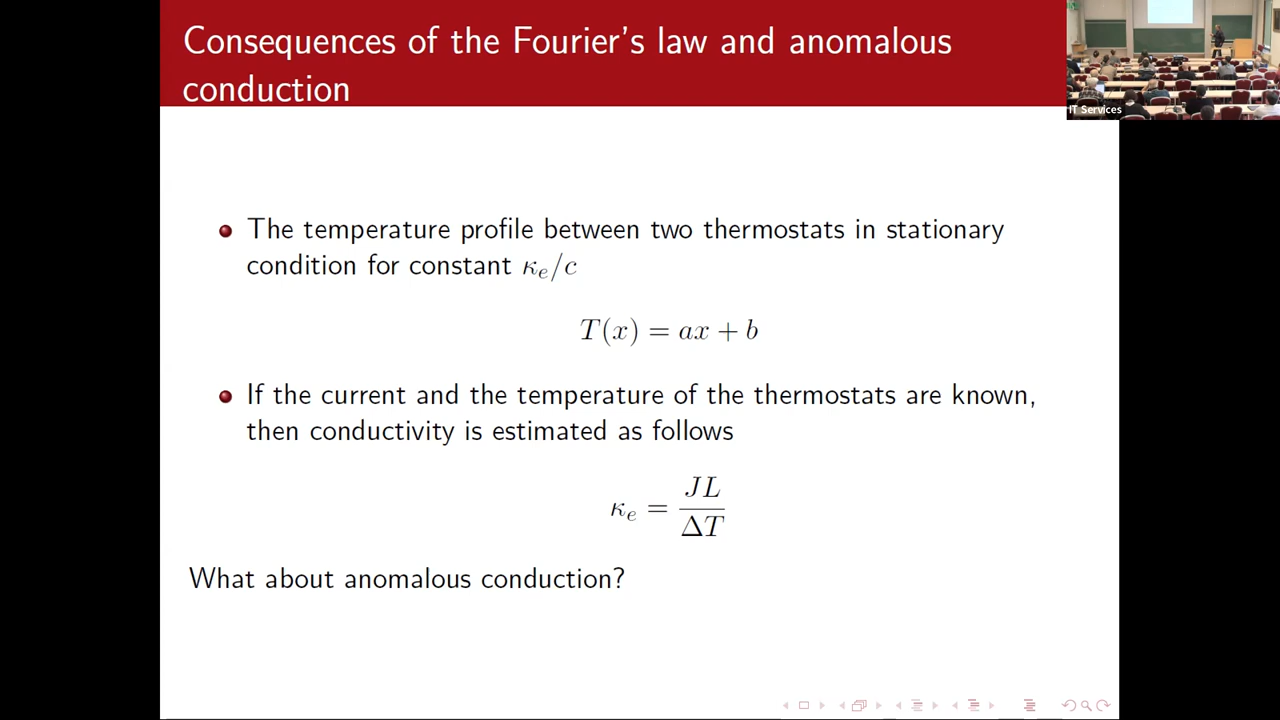 Consequences of the Fourier's law and anomalous
conduction
IT Services
The temperature profile between two thermostats in stationary
condition for constant κₑ/c
T(x) = ax + b
If the current and the temperature of the thermostats are known,
then conductivity is estimated as follows
κₑ = JL/ΔT
What about anomalous conduction?